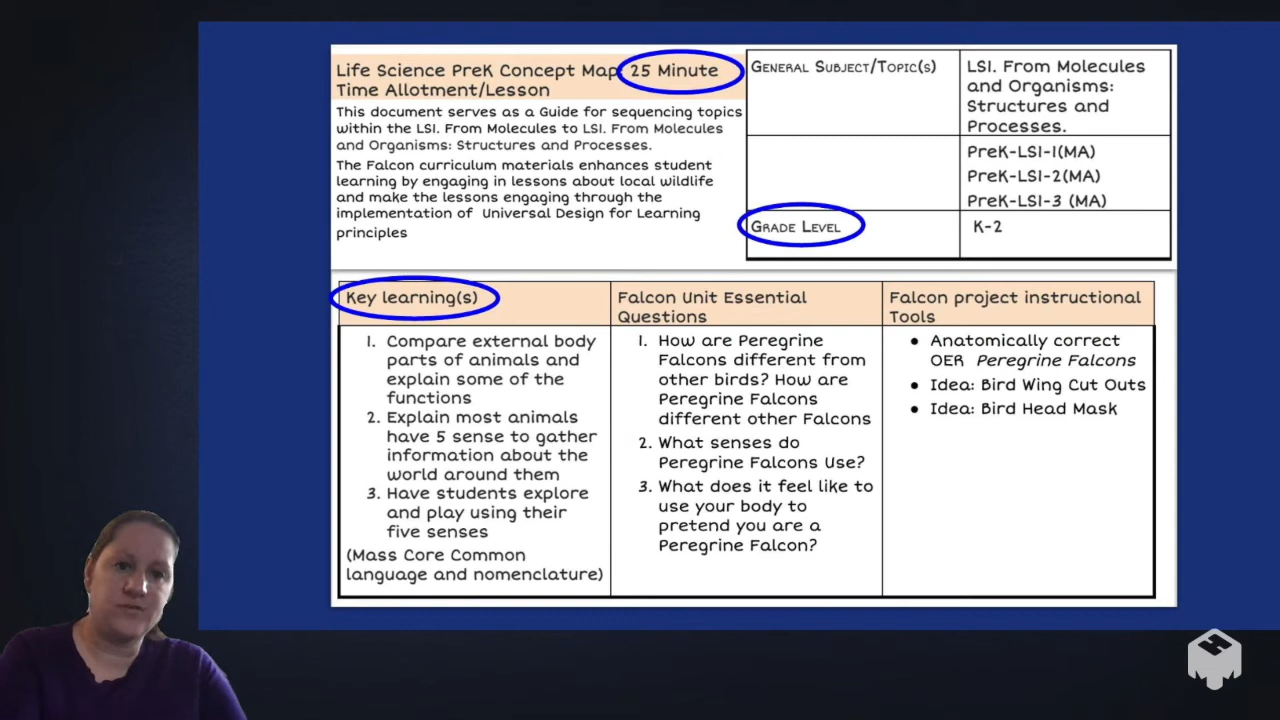 Life Science PreK Concept Map: 25 Minute
Time Allotment/Lesson
This document serves as a Guide for sequencing topics
within the LSI. From Molecules to LSI. From Molecules
and Organisms: Structures and Processes.
The Falcon curriculum materials enhances student
learning by engaging in lessons about local wildlife
and make the lessons engaging through the
implementation of Universal Design for Learning
principles
General Subject/Topic(s)
LSI. From Molecules
and Organisms:
Structures and
Processes.
PreK-LSI-1(MA)
PreK-LSI-2(MA)
PreK-LSI-3 (MA)
Grade Level
K-2
Key learning(s)
1. Compare external body
parts of animals and
explain some of the
functions
2. Explain most animals
have 5 sense to gather
information about the
world around them
3. Have students explore
and play using their
five senses
(Mass Core Common
language and nomenclature)
Falcon Unit Essential
Questions
1. How are Peregrine
Falcons different from
other birds? How are
Peregrine Falcons
different other Falcons
2. What senses do
Peregrine Falcons Use?
3. What does it feel like to
use your body to
pretend you are a
Peregrine Falcon?
Falcon project instructional
Tools
• Anatomically correct
OER Peregrine Falcons
• Idea: Bird Wing Cut Outs
• Idea: Bird Head Mask